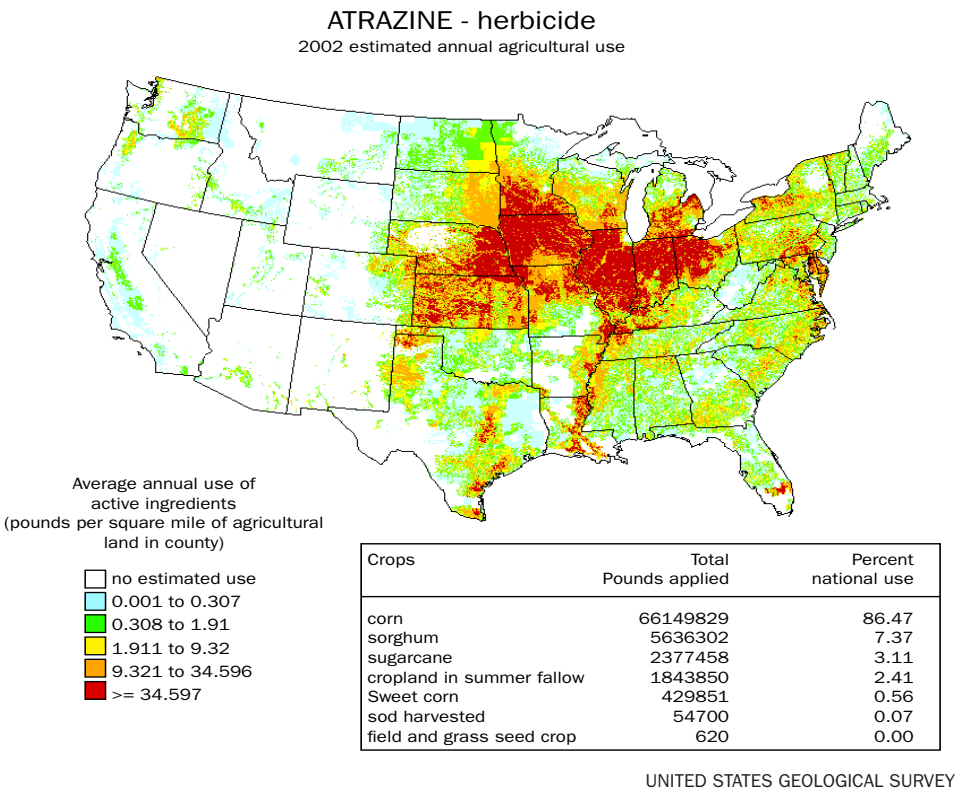 ATRAZINE - herbicide
2002 estimated annual agricultural use
Average annual use of
active ingredients
(pounds per square mile of agricultural
land in county)
no estimated use
0.001 to 0.307
0.308 to 1.91
1.911 to 9.32
9.321 to 34.596
>= 34.597
Crops Total Percent
Pounds applied national use
corn 66149829 86.47
sorghum 5636302 7.37
sugarcane 2377458 3.11
cropland in summer fallow 1843850 2.41
Sweet corn 429851 0.56
sod harvested 54700 0.07
field and grass seed crop 620 0.00
UNITED STATES GEOLOGICAL SURVEY